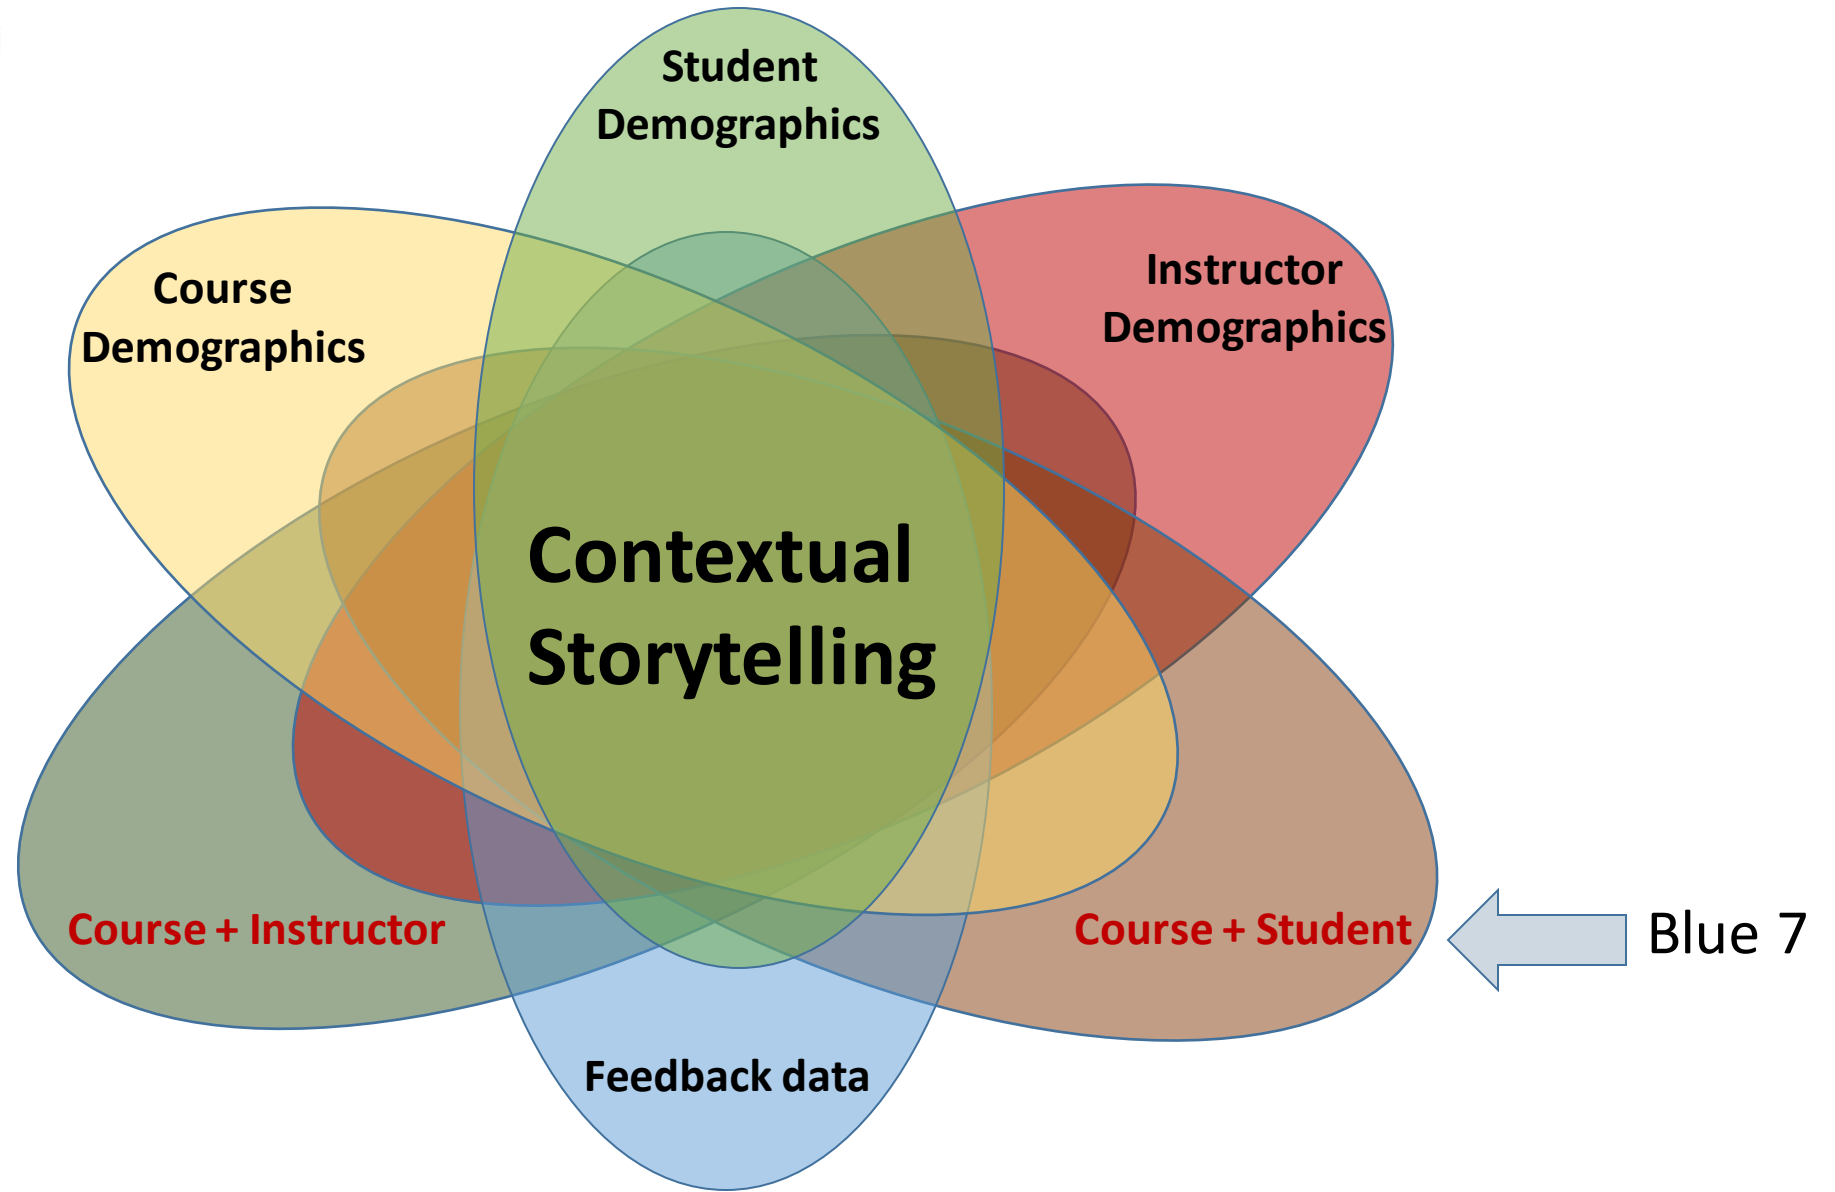 Student
Demographics
Course
Demographics
Instructor
Demographics
Contextual
Storytelling
Course + Instructor
Course + Student
Blue 7
Feedback data